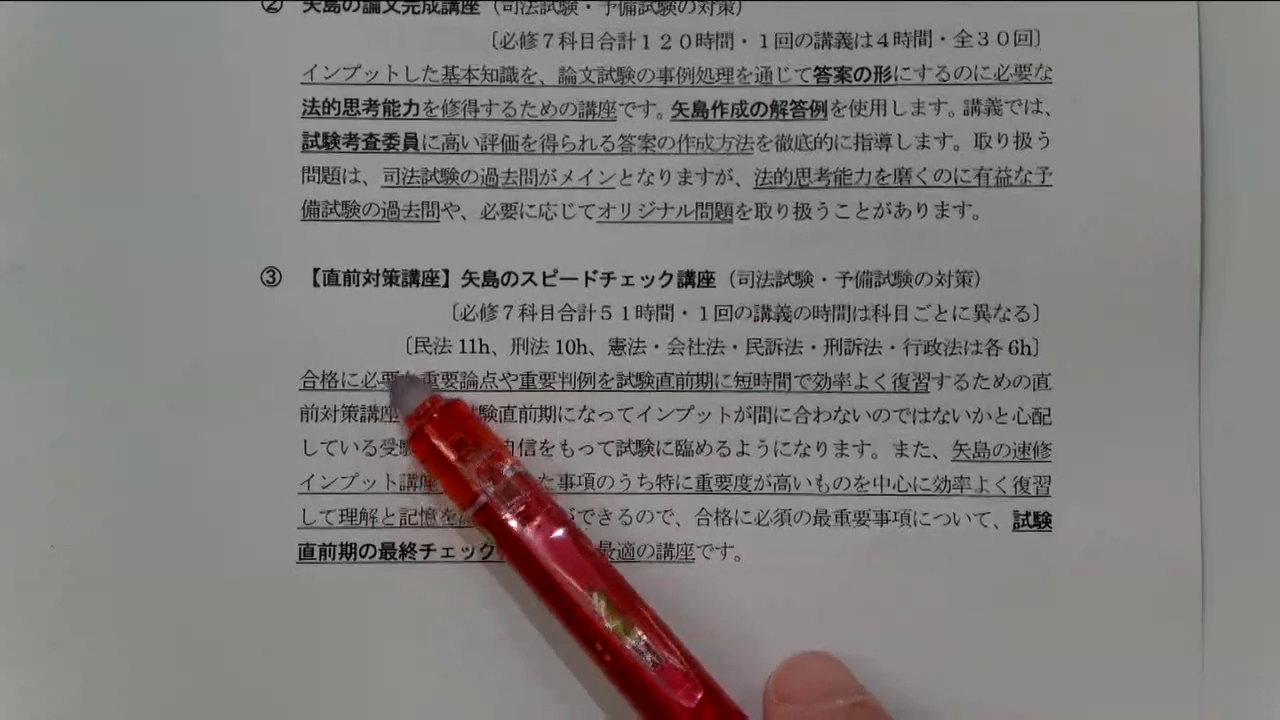 ② 矢島の論文完成講座（司法試験・予備試験の対策）
〔必修７科目合計１２０時間・１回の講義は４時間・全３０回〕
インプットした基本知識を、論文試験の事例処理を通じて答案の形にするのに必要な
法的思考能力を修得するための講座です。矢島作成の解答例を使用します。講義では、
試験考査委員に高い評価を得られる答案の作成方法を徹底的に指導します。取り扱う
問題は、司法試験の過去問がメインとなりますが、法的思考能力を磨くのに有益な予
備試験の過去問や、必要に応じてオリジナル問題を取り扱うことがあります。
③ 【直前対策講座】矢島のスピードチェック講座（司法試験・予備試験の対策）
〔必修７科目合計５１時間・１回の講義の時間は科目ごとに異なる〕
〔民法 11h、刑法 10h、憲法・会社法・民訴法・刑訴法・行政法は各 6h〕
合格に必要 重要論点や重要判例を試験直前期に短時間で効率よく復習するための直
前対策講座 験直前期になってインプットが間に合わないのではないかと心配
している受験 自信をもって試験に臨めるようになります。また、矢島の速修
インプット講座 た事項のうち特に重要度が高いものを中心に効率よく復習
して理解と記憶を ができるので、合格に必須の最重要事項について、試験
直前期の最終チェック 最適の講座です。